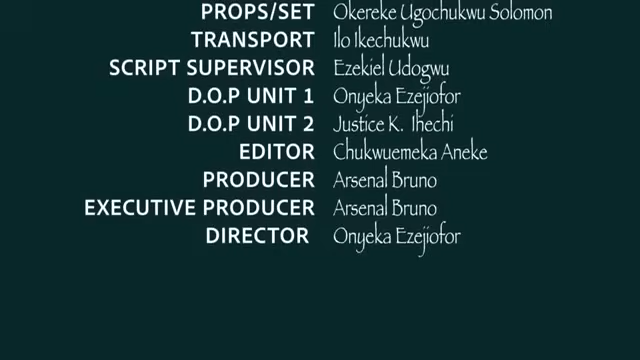 PROPS/SET Okereke Ugochukwu Solomon
TRANSPORT Ilo Ikechukwu
SCRIPT SUPERVISOR Ezekiel Udogwu
D.O.P UNIT 1 Onyeka Ezejiofor
D.O.P UNIT 2 Justice K. Ihechi
EDITOR Chukwuemeka Aneke
PRODUCER Arsenal Bruno
EXECUTIVE PRODUCER Arsenal Bruno
DIRECTOR Onyeka Ezejiofor